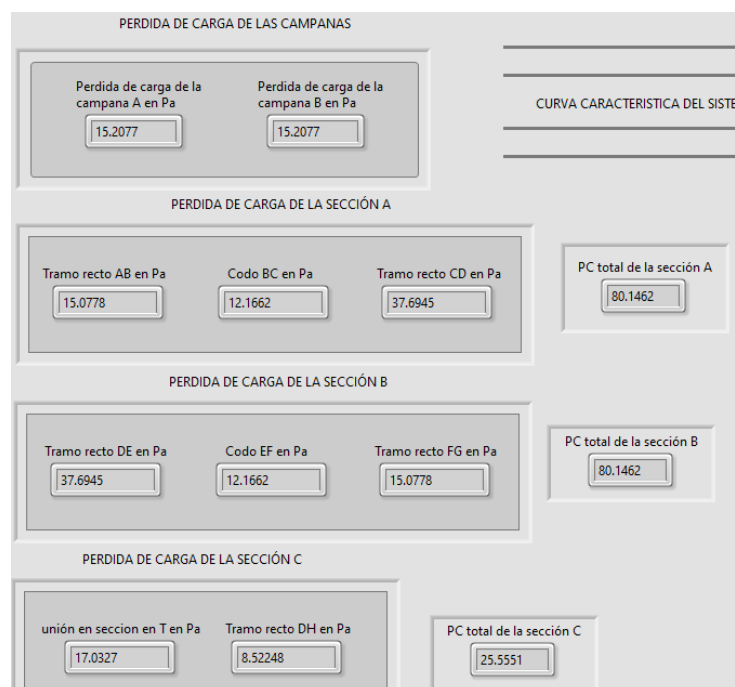 PERDIDA DE CARGA DE LAS CAMPANAS
Perdida de carga de la
campana A en Pa
15.2077
Perdida de carga de la
campana B en Pa
15.2077
CURVA CARACTERISTICA DEL SISTE
PERDIDA DE CARGA DE LA SECCIÓN A
Tramo recto AB en Pa
15.0778
Codo BC en Pa
12.1662
Tramo recto CD en Pa
37.6945
PC total de la sección A
80.1462
PERDIDA DE CARGA DE LA SECCIÓN B
Tramo recto DE en Pa
37.6945
Codo EF en Pa
12.1662
Tramo recto FG en Pa
15.0778
PC total de la sección B
80.1462
PERDIDA DE CARGA DE LA SECCIÓN C
unión en seccion en T en Pa
17.0327
Tramo recto DH en Pa
8.52248
PC total de la sección C
25.5551